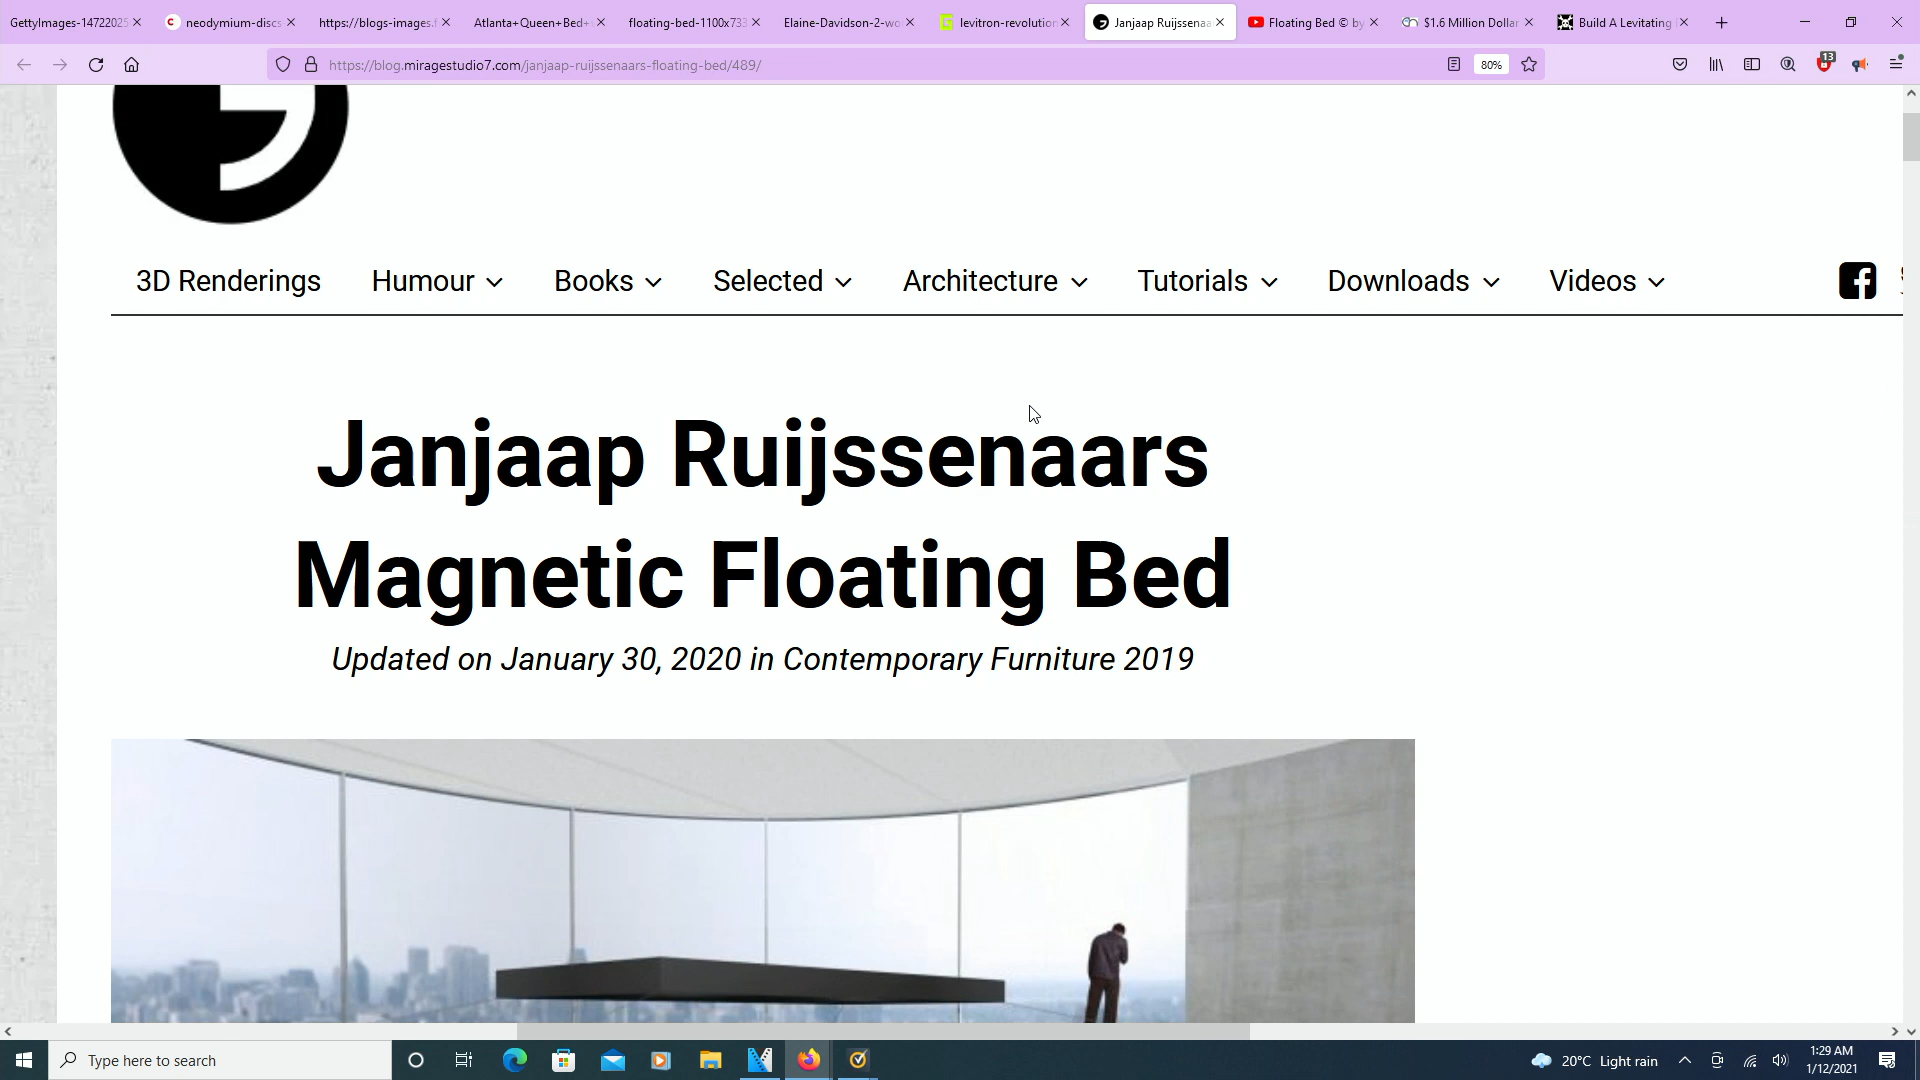 GettyImages-14722025
neodymium-discs
https://blogs-images.f
Atlanta+Queen+Bed+
floating-bed-1100x733
Elaine-Davidson-2-wo
levitron-revolution
Janjaap Ruijssenaa
Floating Bed © by
$1.6 Million Dollar
Build A Levitating
https://blog.miragestudio7.com/janjaap-ruijssenaars-floating-bed/489/
80%
13
3D Renderings
Humour
Books
Selected
Architecture
Tutorials
Downloads
Videos
Janjaap Ruijssenaars
Magnetic Floating Bed
Updated on January 30, 2020 in Contemporary Furniture 2019
Type here to search
20°C Light rain
1:29 AM
1/12/2021